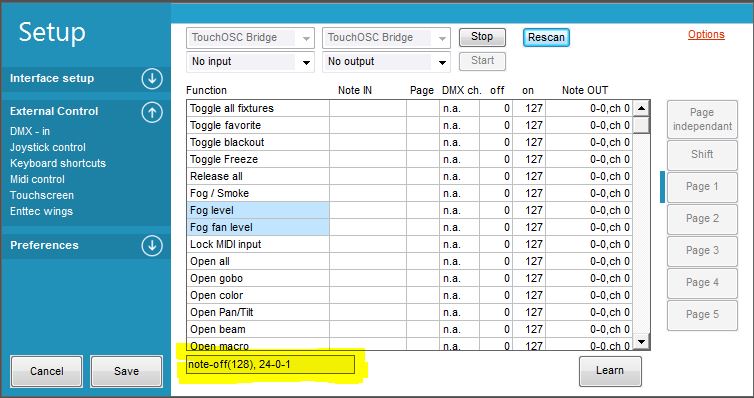 Setup
TouchOSC Bridge TouchOSC Bridge Stop Rescan Options
No input No output Start
Interface setup
External Control
DMX - in
Joystick control
Keyboard shortcuts
Midi control
Touchscreen
Enttec wings
Preferences
Cancel Save
Function Note IN Page DMX ch. off on Note OUT
Toggle all fixtures n.a. 0 127 0-0,ch 0
Toggle favorite n.a. 0 127 0-0,ch 0
Toggle blackout n.a. 0 127 0-0,ch 0
Toggle Freeze n.a. 0 127 0-0,ch 0
Release all n.a. 0 127 0-0,ch 0
Fog / Smoke n.a. 0 127 0-0,ch 0
Fog level n.a. 0 127 0-0,ch 0
Fog fan level n.a. 0 127 0-0,ch 0
Lock MIDI input n.a. 0 127 0-0,ch 0
Open all n.a. 0 127 0-0,ch 0
Open gobo n.a. 0 127 0-0,ch 0
Open color n.a. 0 127 0-0,ch 0
Open Pan/Tilt n.a. 0 127 0-0,ch 0
Open beam n.a. 0 127 0-0,ch 0
Open macro n.a. 0 127 0-0,ch 0
note-off(128), 24-0-1
Learn
Page
independant
Shift
Page 1
Page 2
Page 3
Page 4
Page 5